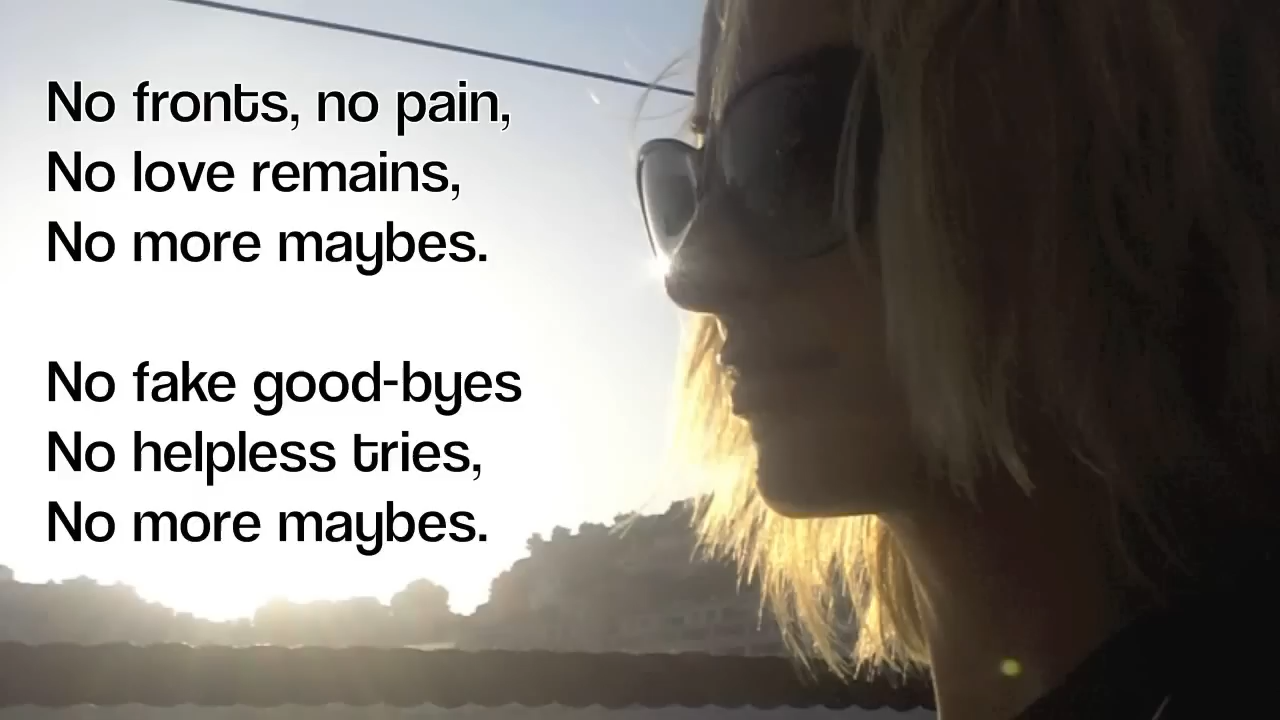 No fronts, no pain,
No love remains,
No more maybes.
No fake good-byes
No helpless tries,
No more maybes.